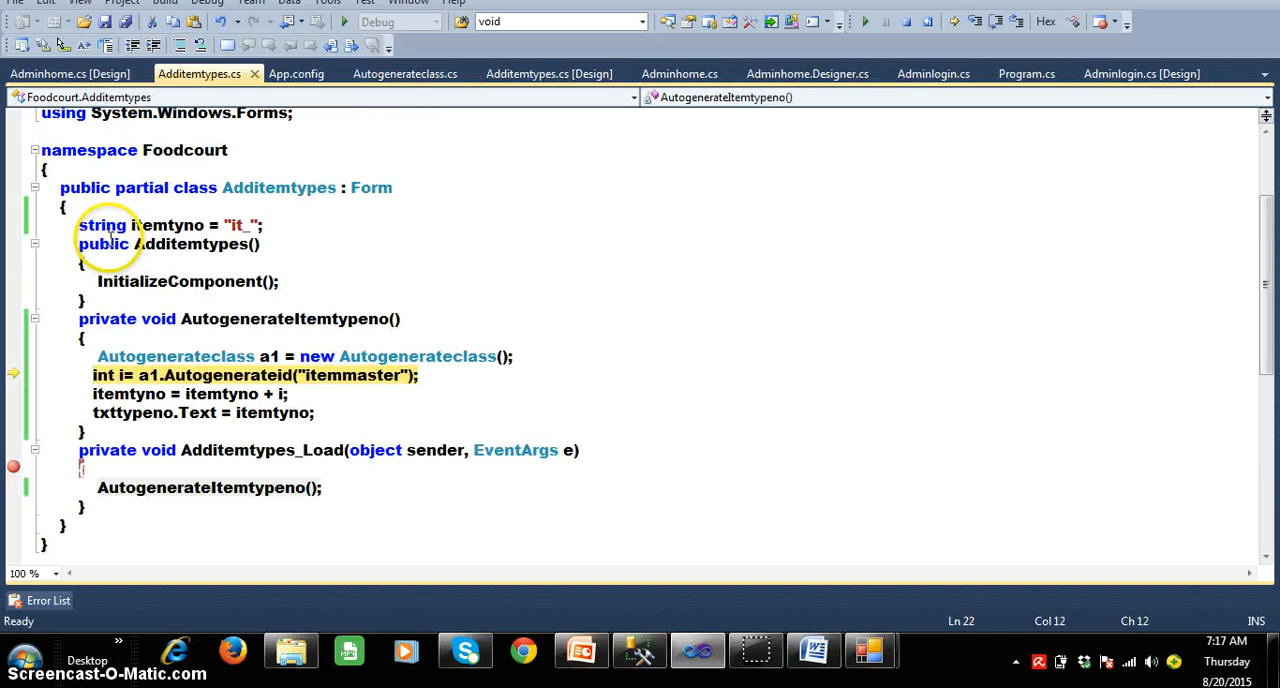 File Edit View Project Build Debug Team Data Tools Test Window Help
Debug void Hex
Adminhome.cs [Design] Additemtypes.cs App.config Autogenerateclass.cs Additemtypes.cs [Design] Adminhome.cs Adminhome.Designer.cs Adminlogin.cs Program.cs Adminlogin.cs [Design]
Foodcourt.Additemtypes AutogenerateItemtypeno()
using System.Windows.Forms;
namespace Foodcourt
{
public partial class Additemtypes : Form
{
string itemtyno = "it_";
public Additemtypes()
{
InitializeComponent();
}
private void AutogenerateItemtypeno()
{
Autogenerateclass a1 = new Autogenerateclass();
int i= a1.Autogenerateid("itemmaster");
itemtyno = itemtyno + i;
txttypeno.Text = itemtyno;
}
private void Additemtypes_Load(object sender, EventArgs e)
{
AutogenerateItemtypeno();
}
}
}
100 %
Error List
Ready Ln 22 Col 12 Ch 12 INS
7:17 AM
Desktop Thursday
Screencast-O-Matic.com 8/20/2015